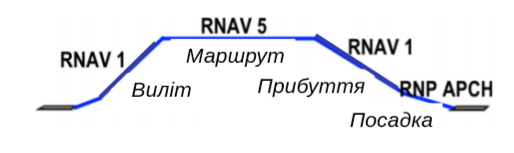 RNAV 5
RNAV 1
Маршрут
RNAV 1
Виліт
Прибуття
RNP APCH
Посадка